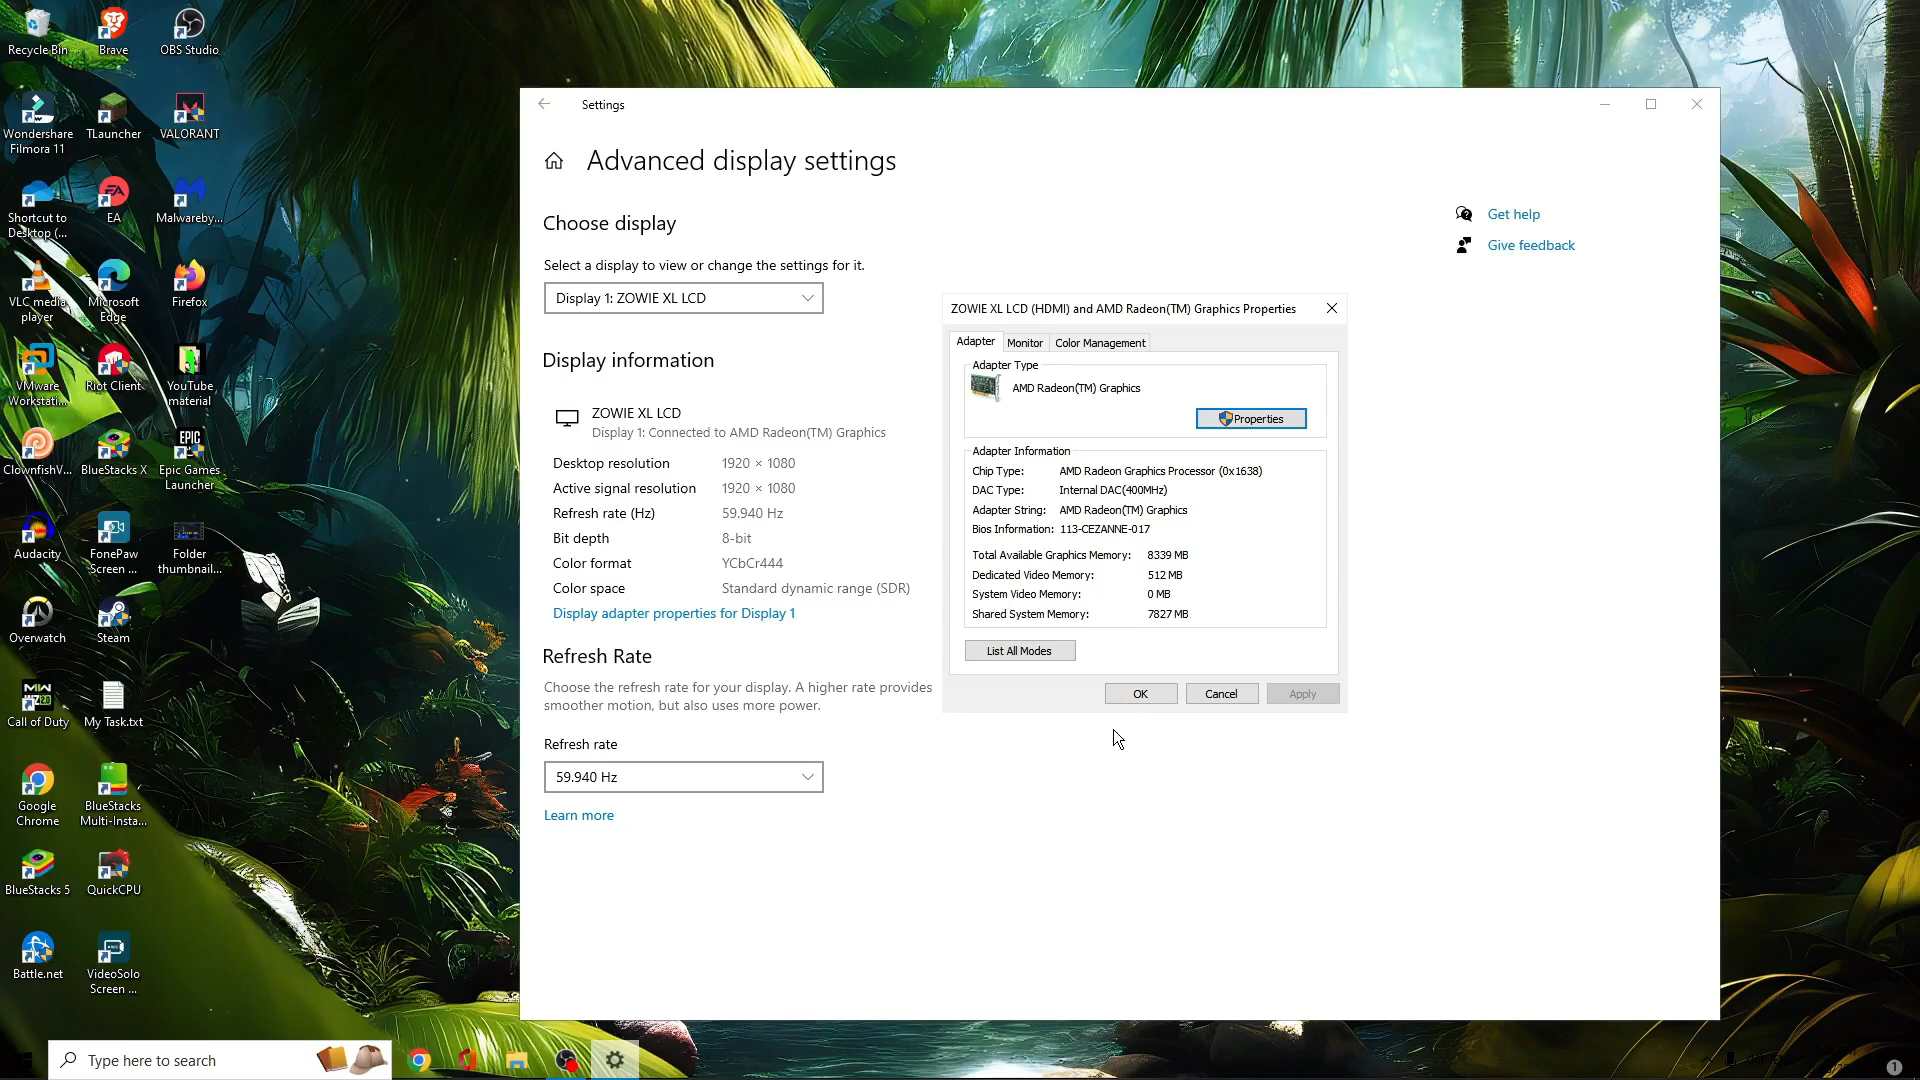 Recycle Bin
Brave
OBS Studio
Wondershare
Filmora 11
TLauncher
VALORANT
Shortcut to
Desktop (...
EA
Malwareby...
VLC media
player
Microsoft
Edge
Firefox
VMware
Workstati...
Riot Client
YouTube
material
ClownfishV...
BlueStacks X
EPIC
GAMES
Epic Games
Launcher
Audacity
FonePaw
Screen ...
Folder
thumbnail...
Overwatch
Steam
Call of Duty
My Task.txt
Google
Chrome
BlueStacks
Multi-Insta...
BlueStacks 5
QuickCPU
Battle.net
VideoSolo
Screen ...
Settings
Advanced display settings
Choose display
Select a display to view or change the settings for it.
Display 1: ZOWIE XL LCD
Display information
ZOWIE XL LCD
Display 1: Connected to AMD Radeon(TM) Graphics
Desktop resolution 1920 × 1080
Active signal resolution 1920 × 1080
Refresh rate (Hz) 59.940 Hz
Bit depth 8-bit
Color format YCbCr444
Color space Standard dynamic range (SDR)
Display adapter properties for Display 1
Refresh Rate
Choose the refresh rate for your display. A higher rate provides
smoother motion, but also uses more power.
Refresh rate
59.940 Hz
Learn more
Get help
Give feedback
ZOWIE XL LCD (HDMI) and AMD Radeon(TM) Graphics Properties
Adapter Monitor Color Management
Adapter Type
AMD Radeon(TM) Graphics
Properties
Adapter Information
Chip Type: AMD Radeon Graphics Processor (0x1638)
DAC Type: Internal DAC(400MHz)
Adapter String: AMD Radeon(TM) Graphics
Bios Information: 113-CEZANNE-017
Total Available Graphics Memory: 8339 MB
Dedicated Video Memory: 512 MB
System Video Memory: 0 MB
Shared System Memory: 7827 MB
List All Modes
OK Cancel Apply
Type here to search
1